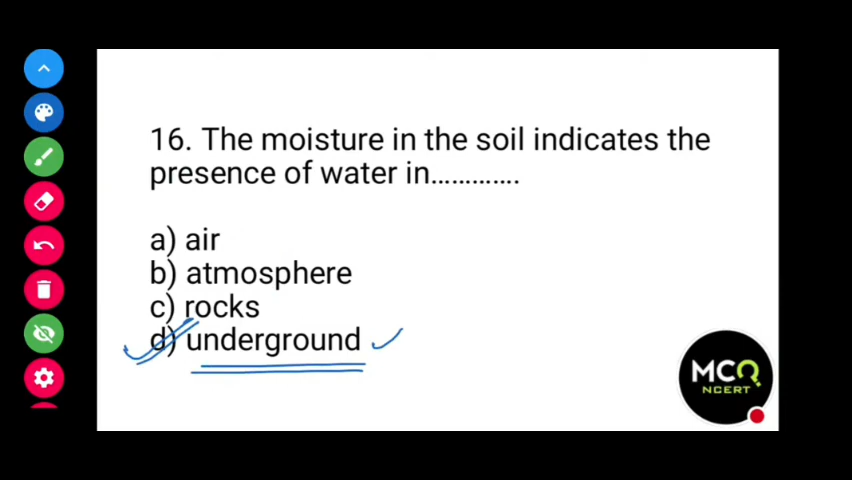 16. The moisture in the soil indicates the
presence of water in.............
a) air
b) atmosphere
c) rocks
d) underground
MCQ
NCERT